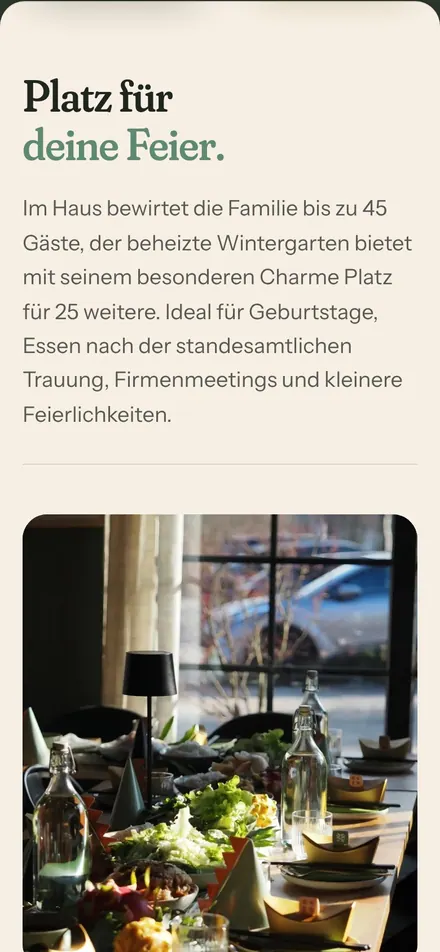 Platz für
deine Feier.
Im Haus bewirtet die Familie bis zu 45
Gäste, der beheizte Wintergarten bietet
mit seinem besonderen Charme Platz
für 25 weitere. Ideal für Geburtstage,
Essen nach der standesamtlichen
Trauung, Firmenmeetings und kleinere
Feierlichkeiten.